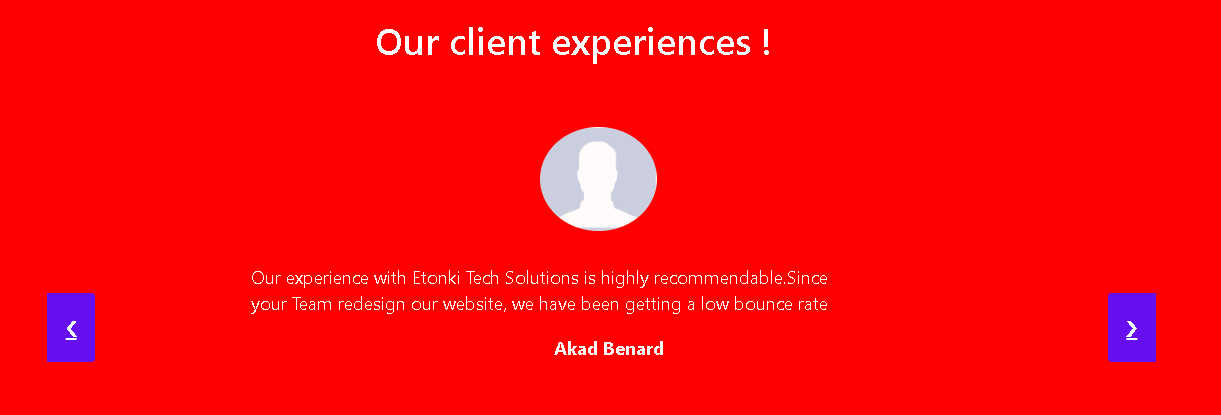 Our client experiences !
Our experience with Etonki Tech Solutions is highly recommendable.Since
your Team redesign our website, we have been getting a low bounce rate
❮
❯
Akad Benard